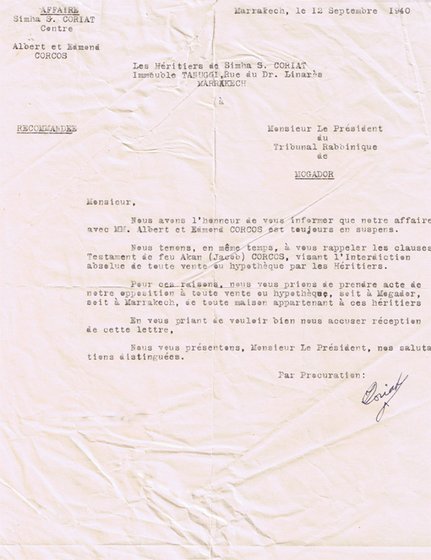 AFFAIRE
Simha S. CORIAT
Contre
Albert et Edmond
CORCOS
Marrakech, le 12 Septembre 1940
Les Héritiers de Simha S. CORIAT
Immeuble TASUGGI, Rue du Dr. Linarès
MARRAKECH
à
RECOMMANDEE
Monsieur Le Président
du
Tribunal Rabbinique
de
MOGADOR
Monsieur,
Nous avons l'honneur de vous informer que notre affaire
avec MM. Albert et Edmond CORCOS est toujours en suspens.
Nous tenons, en même temps, à vous rappeler les clauses
Testament de feu Akan (Jacob) CORCOS, visant l'Interdiction
absolue de toute vente ou hypothèque par les Héritiers.
Pour ces raisons, nous vous prions de prendre acte de
notre opposition à toute vente ou hypothèque, soit à Mogador,
soit à Marrakech, de toute maison appartenant à ces héritiers
En vous priant de vouloir bien nous accuser réception
de cette lettre,
Nous vous présentons, Monsieur Le Président, nos saluta
tions distinguées.
Par Procuration:
Coriat